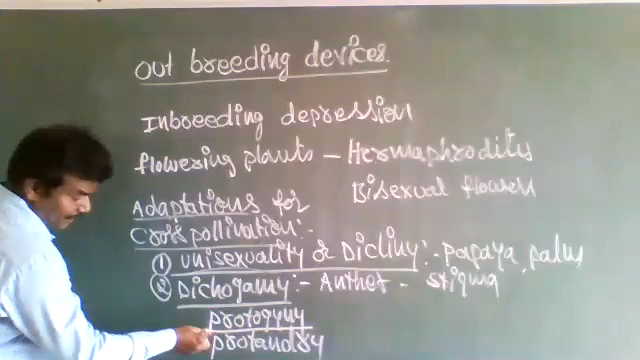 Out breeding devices.
Inbreeding depression
flowering plants - Hermaphrodites
Bisexual flowers
Adaptations for
Cross pollination:-
① Unisexuality & Dicliny:- papaya, palms
② Dichogamy:- Anther - stigma
protogyny
protandry